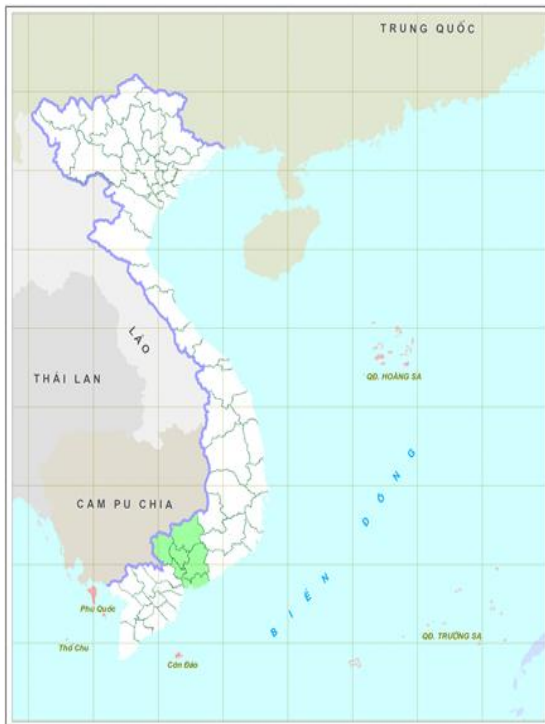 TRUNG QUỐC
LÀO
THÁI LAN
QĐ. HOÀNG SA
CAM PU CHIA
BIỂN ĐÔNG
Phú Quốc
Thổ Chu
Côn Đảo
QĐ. TRƯỜNG SA